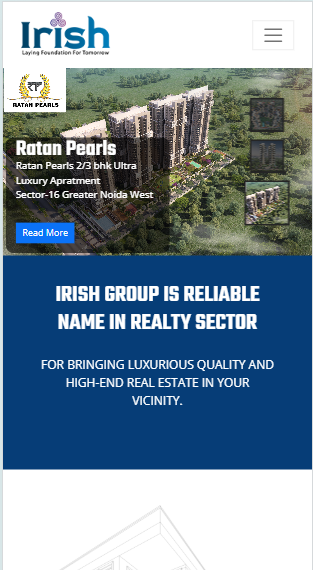 Irish
Laying Foundation For Tomorrow
RATAN PEARLS
Ratan Pearls
Ratan Pearls 2/3 bhk Ultra
Luxury Apratment
Sector-16 Greater Noida West
Read More
IRISH GROUP IS RELIABLE
NAME IN REALTY SECTOR
FOR BRINGING LUXURIOUS QUALITY AND
HIGH-END REAL ESTATE IN YOUR
VICINITY.